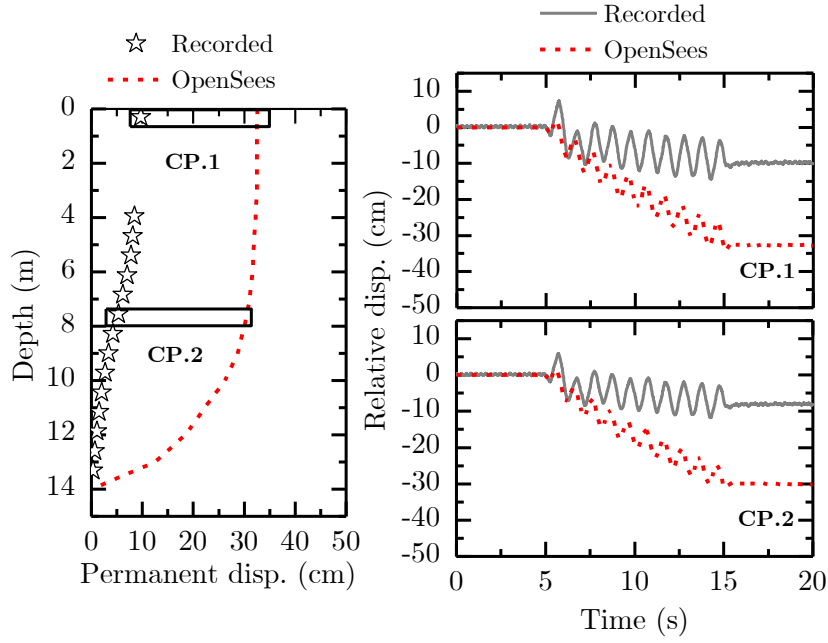 Recorded
OpenSees
0
2
4
6
8
10
12
14
Depth (m)
CP.1
CP.2
0 10 20 30 40 50
Permanent disp. (cm)
Recorded
OpenSees
10
0
-10
-20
-30
-40
-50
CP.1
Relative disp. (cm)
10
0
-10
-20
-30
-40
-50
CP.2
0 5 10 15 20
Time (s)